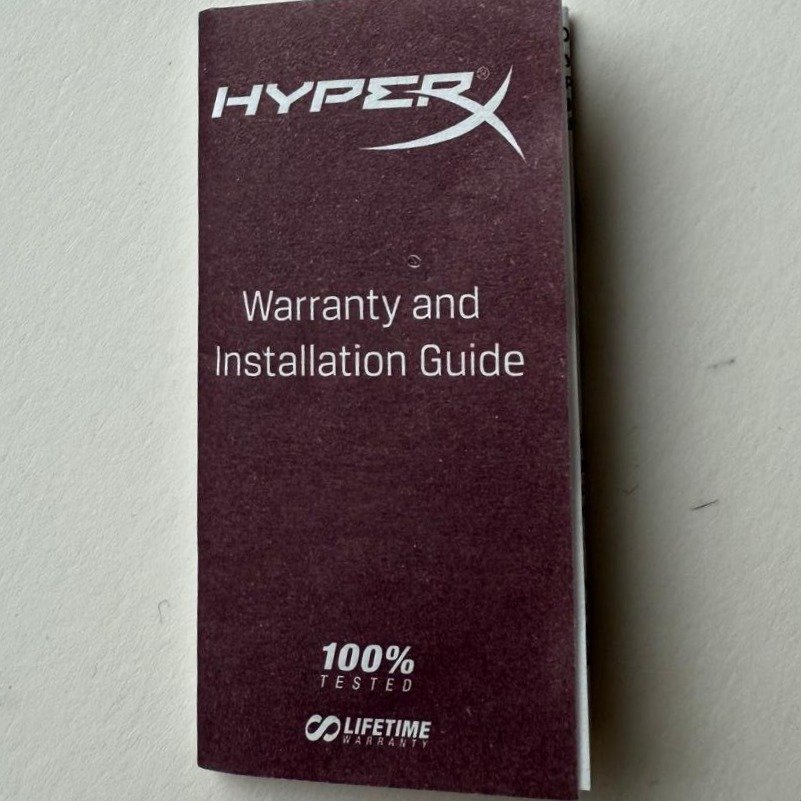 HYPERX®
Warranty and
Installation Guide
100%
TESTED
LIFETIME
WARRANTY